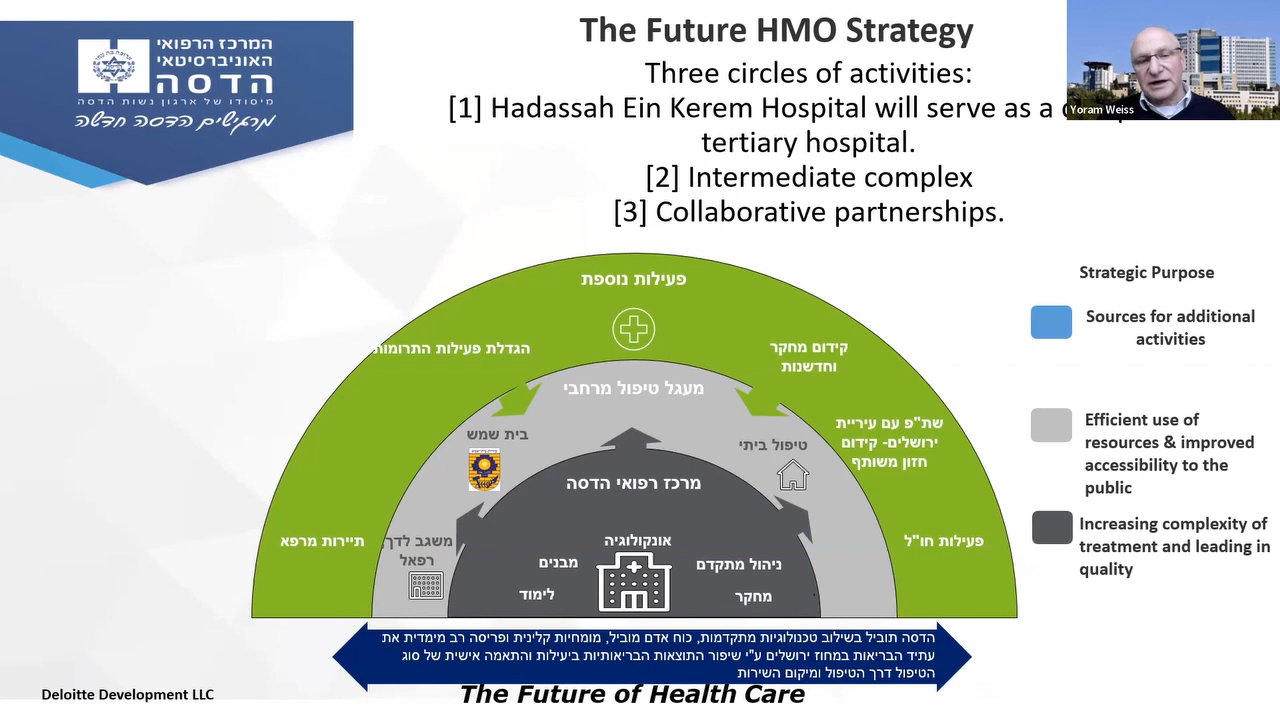 המרכז הרפואי
האוניברסיטאי
הדסה
מיסודו של ארגון נשות הדסה
מרגישים הדסה חדשה
The Future HMO Strategy
Three circles of activities:
[1] Hadassah Ein Kerem Hospital will serve as a
tertiary hospital.
[2] Intermediate complex
[3] Collaborative partnerships.
Yoram Weiss
פעילות נוספת
הגדלת פעילות התרומות
קידום מחקר
וחדשנות
שת"פ עם עיריית
ירושלים- קידום
חזון משותף
תיירות מרפא
פעילות חו"ל
מעגל טיפול מרחבי
בית שמש
טיפול ביתי
משגב לדך
רפאל
מרכז רפואי הדסה
אונקולוגיה
מבנים
ניהול מתקדם
לימוד
מחקר
Strategic Purpose
Sources for additional
activities
Efficient use of
resources & improved
accessibility to the
public
Increasing complexity of
treatment and leading in
quality
הדסה תוביל בשילוב טכנולוגיות מתקדמות, כוח אדם מוביל, מומחיות קלינית ופריסה רב מימדית את
עתיד הבריאות במחוז ירושלים ע"י שיפור התוצאות הבריאותיות ביעילות והתאמה אישית של סוג
הטיפול דרך הטיפול ומיקום השירות
Deloitte Development LLC
The Future of Health Care